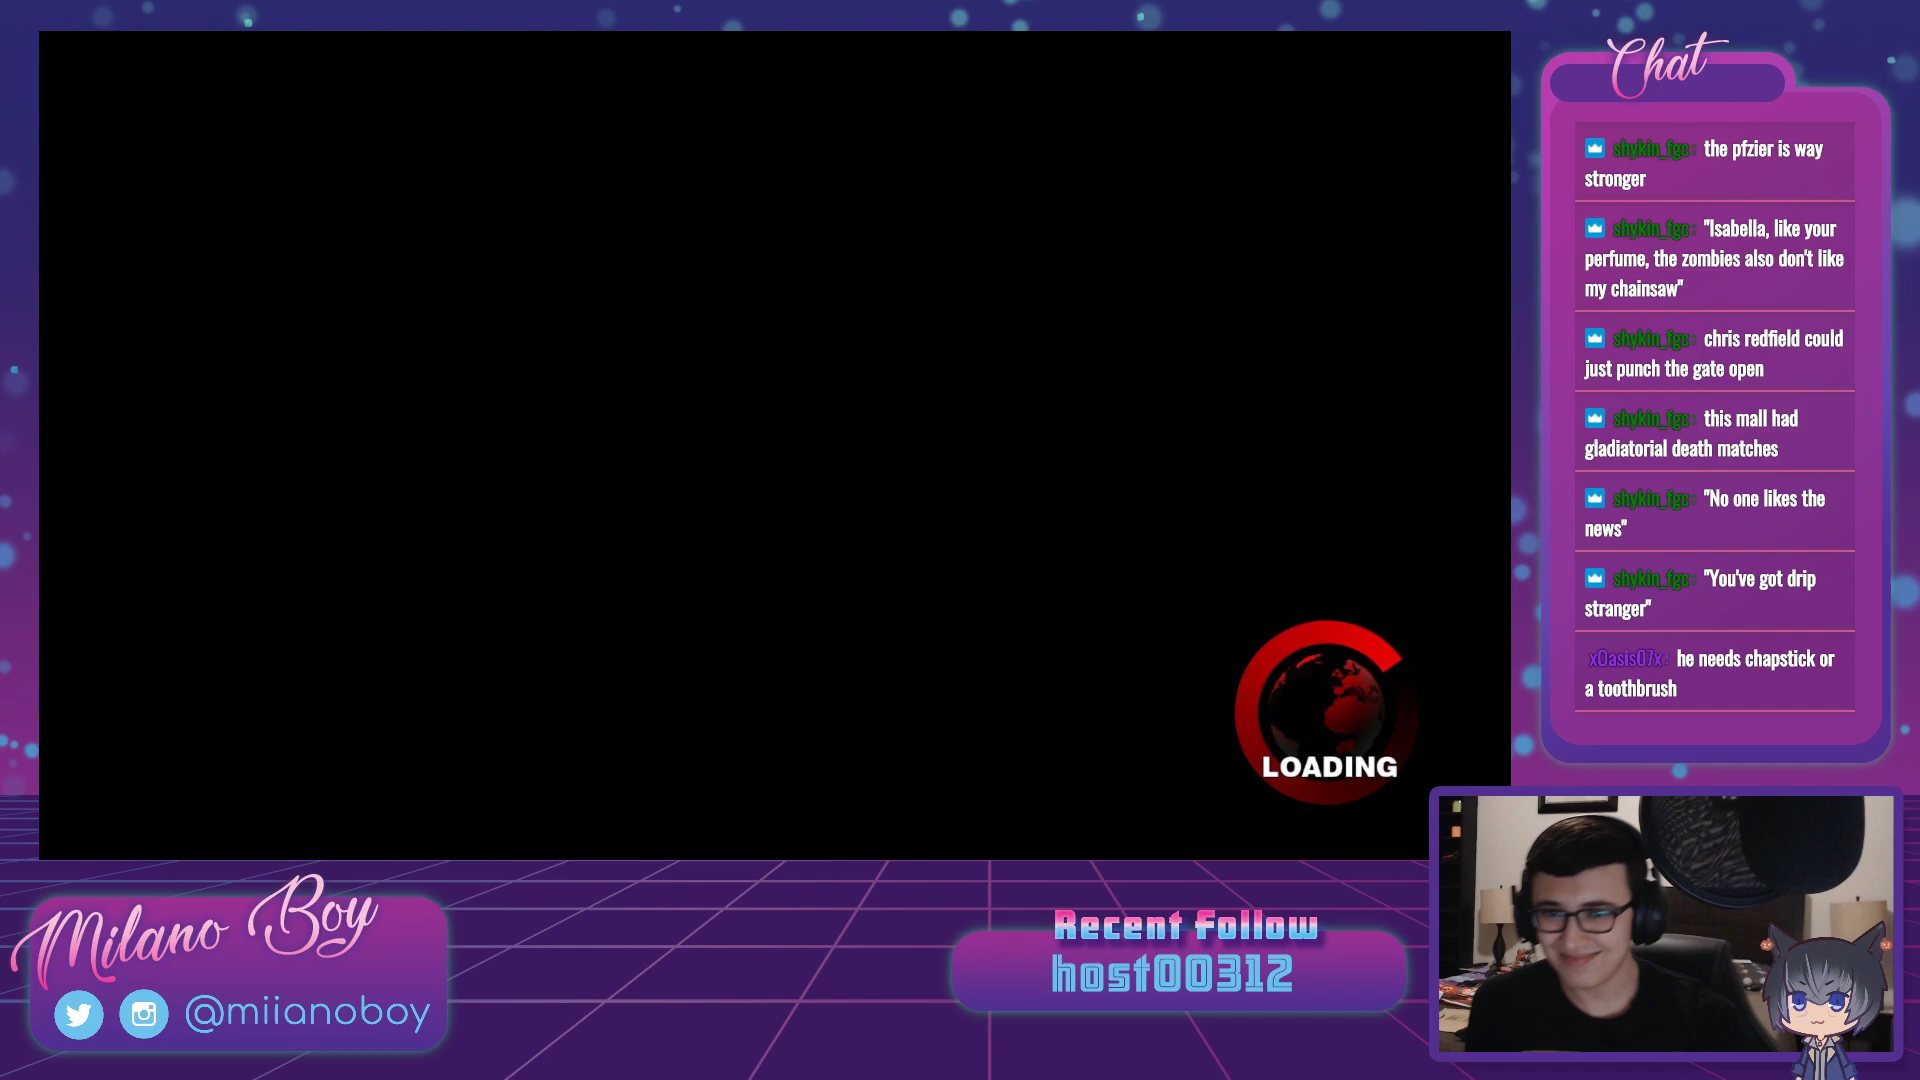 Chat
shykin_fgc: the pfzier is way
stronger
shykin_fgc: "Isabella, like your
perfume, the zombies also don't like
my chainsaw"
shykin_fgc: chris redfield could
just punch the gate open
shykin_fgc: this mall had
gladiatorial death matches
shykin_fgc: "No one likes the
news"
shykin_fgc: "You've got drip
stranger"
x0asis07x: he needs chapstick or
a toothbrush
LOADING
Milano Boy
@miianoboy
Recent Follow
host00312